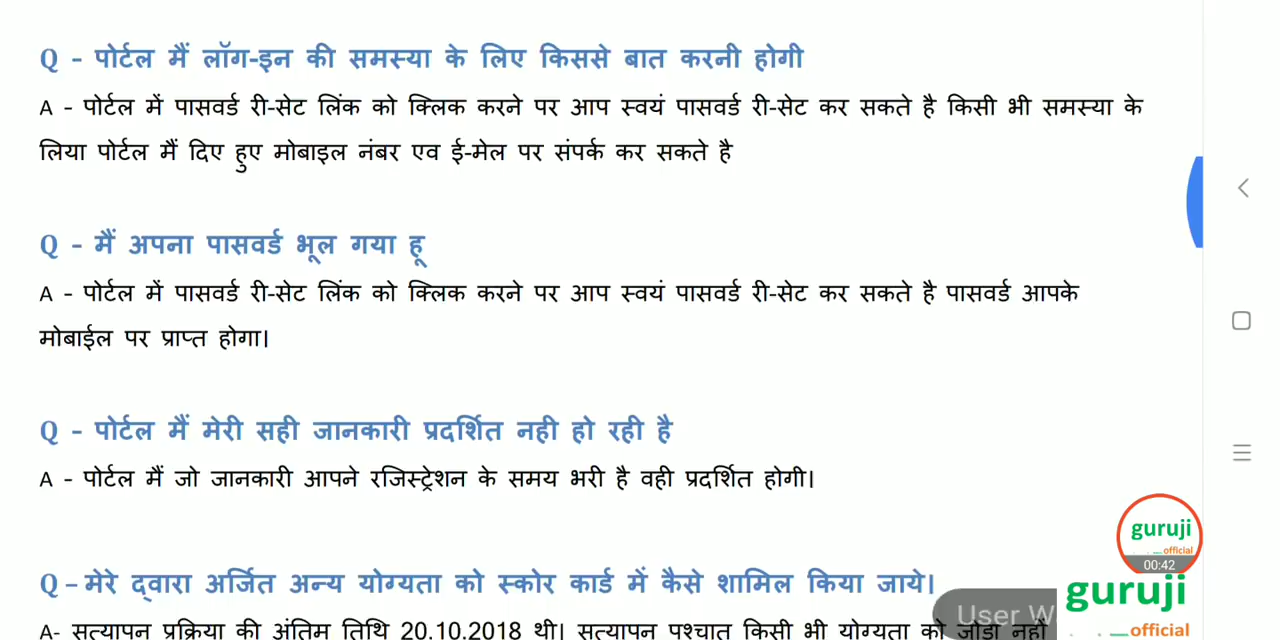 Q - पोर्टल मैं लॉग-इन की समस्या के लिए किससे बात करनी होगी
A - पोर्टल में पासवर्ड री-सेट लिंक को क्लिक करने पर आप स्वयं पासवर्ड री-सेट कर सकते है किसी भी समस्या के
लिया पोर्टल मैं दिए हुए मोबाइल नंबर एव ई-मेल पर संपर्क कर सकते है
Q - मैं अपना पासवर्ड भूल गया हू
A - पोर्टल में पासवर्ड री-सेट लिंक को क्लिक करने पर आप स्वयं पासवर्ड री-सेट कर सकते है पासवर्ड आपके
मोबाईल पर प्राप्त होगा।
Q - पोर्टल मैं मेरी सही जानकारी प्रदर्शित नही हो रही है
A - पोर्टल मैं जो जानकारी आपने रजिस्ट्रेशन के समय भरी है वही प्रदर्शित होगी।
guruji
official
00:42
Q – मेरे द्वारा अर्जित अन्य योग्यता को स्कोर कार्ड में कैसे शामिल किया जाये।
guruji
User W
A- सत्यापन प्रक्रिया की अंतिम तिथि 20.10.2018 थी। सत्यापन पश्चात किसी भी योग्यता को जोडा नही
official